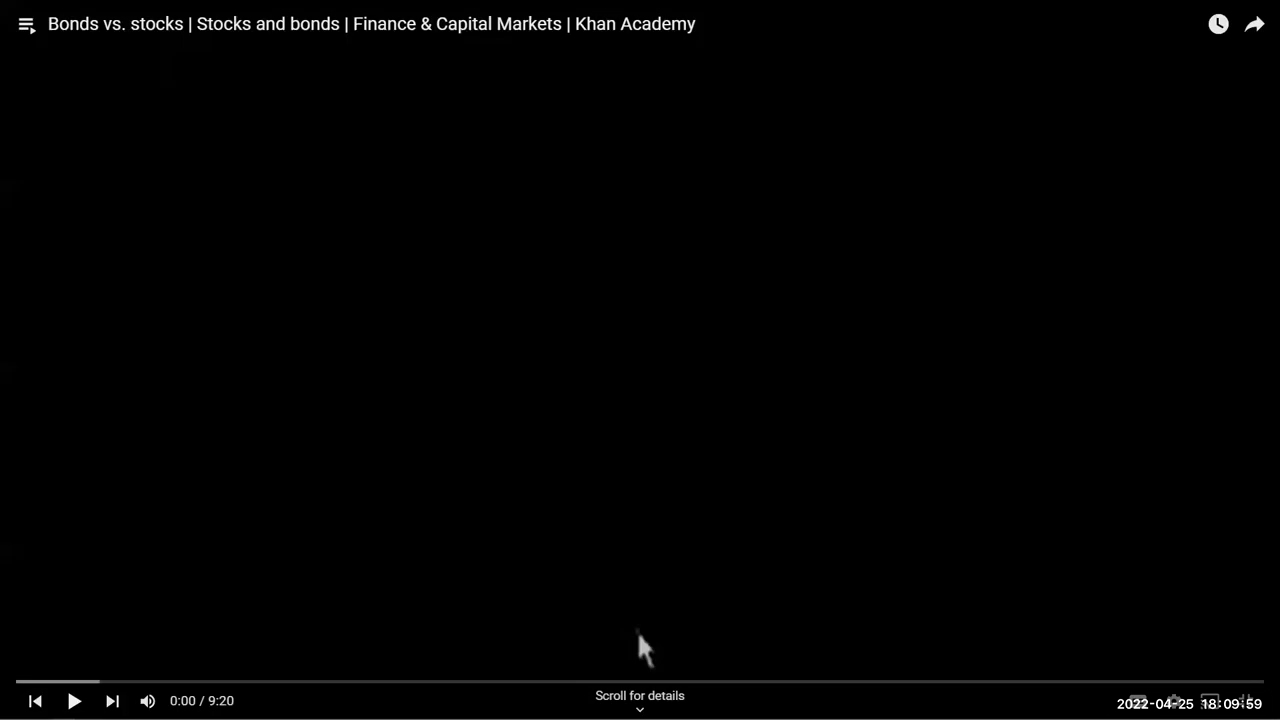 Bonds vs. stocks | Stocks and bonds | Finance & Capital Markets | Khan Academy
0:00 / 9:20
Scroll for details
2022-04-25 18:09:59